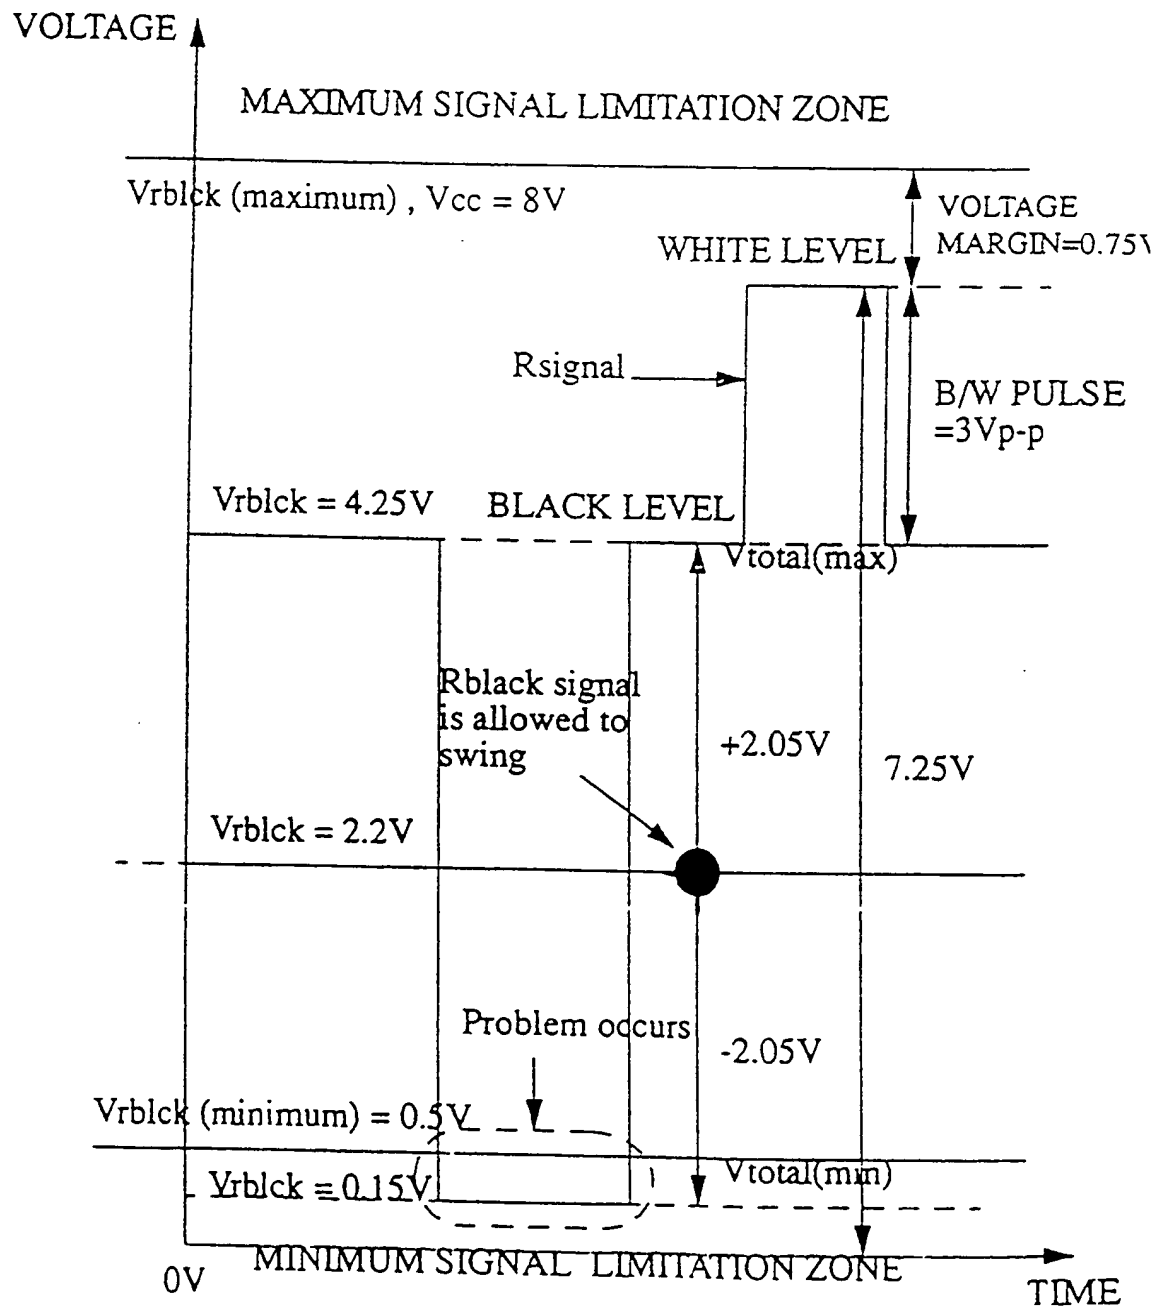 VOLTAGE
MAXIMUM SIGNAL LIMITATION ZONE
Vrblck (maximum) , Vcc = 8V
VOLTAGE
MARGIN=0.75V
WHITE LEVEL
Rsignal
B/W PULSE
=3Vp-p
Vrblck = 4.25V
BLACK LEVEL
Vtotal(max)
Rblack signal
is allowed to
swing
+2.05V
7.25V
Vrblck = 2.2V
Problem occurs
-2.05V
Vrblck (minimum) = 0.5V
Vtotal(min)
Vrblck = 0.15V
MINIMUM SIGNAL LIMITATION ZONE
0V
TIME